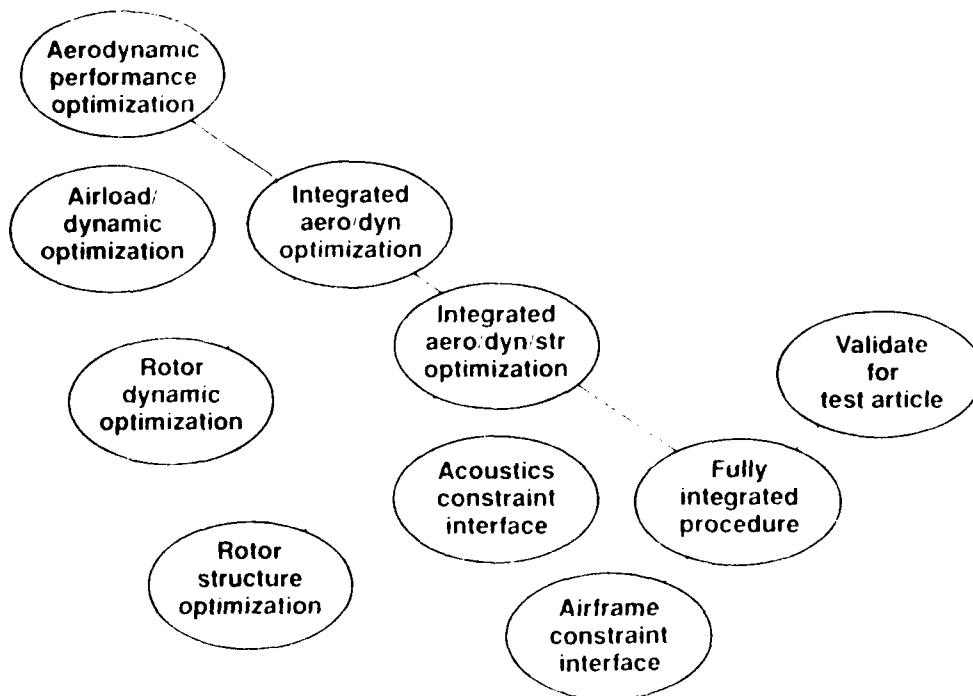 Aerodynamic
performance
optimization
Airload/
dynamic
optimization
Integrated
aero/dyn
optimization
Integrated
aero/dyn/str
optimization
Rotor
dynamic
optimization
Validate
for
test article
Acoustics
constraint
interface
Fully
integrated
procedure
Rotor
structure
optimization
Airframe
constraint
interface